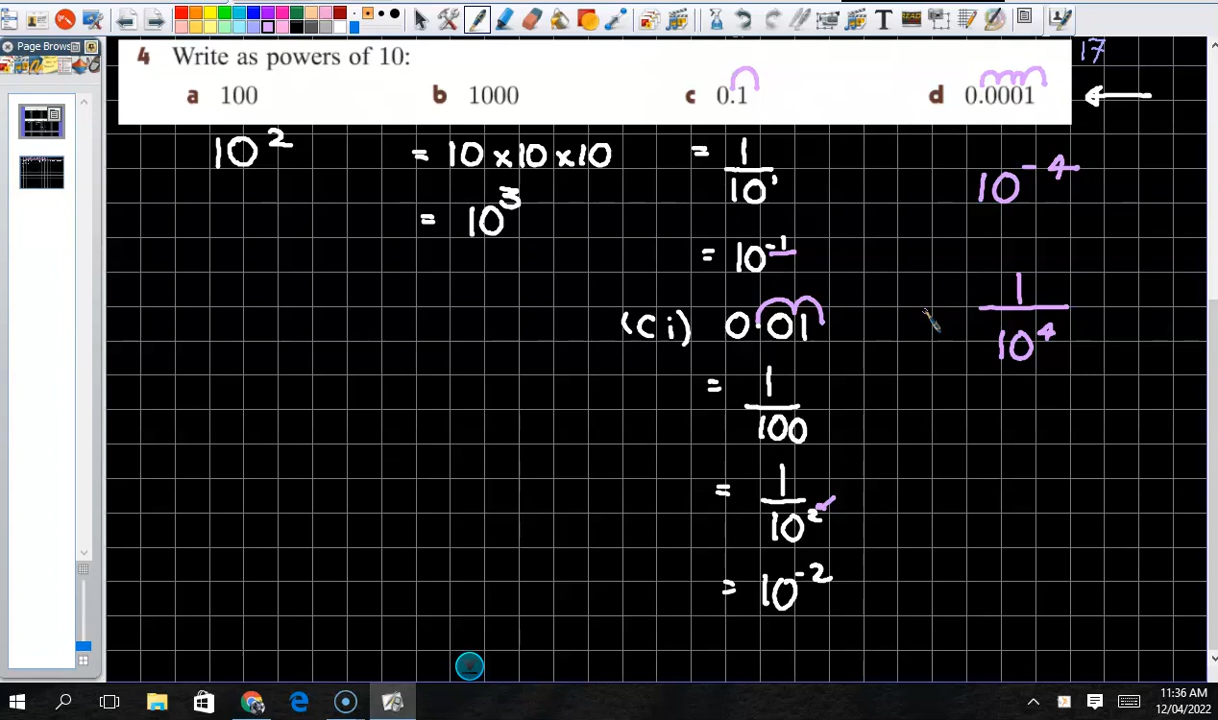 Page Brows
4 Write as powers of 10:
17
a 100 b 1000 c 0.1 d 0.0001
10²
= 10 × 10 × 10
= 10³
= 1/10¹
= 10⁻¹
(Ci) 0.01
= 1/100
= 1/10²
= 10⁻²
10⁻⁴
1/10⁴
11:36 AM
12/04/2022